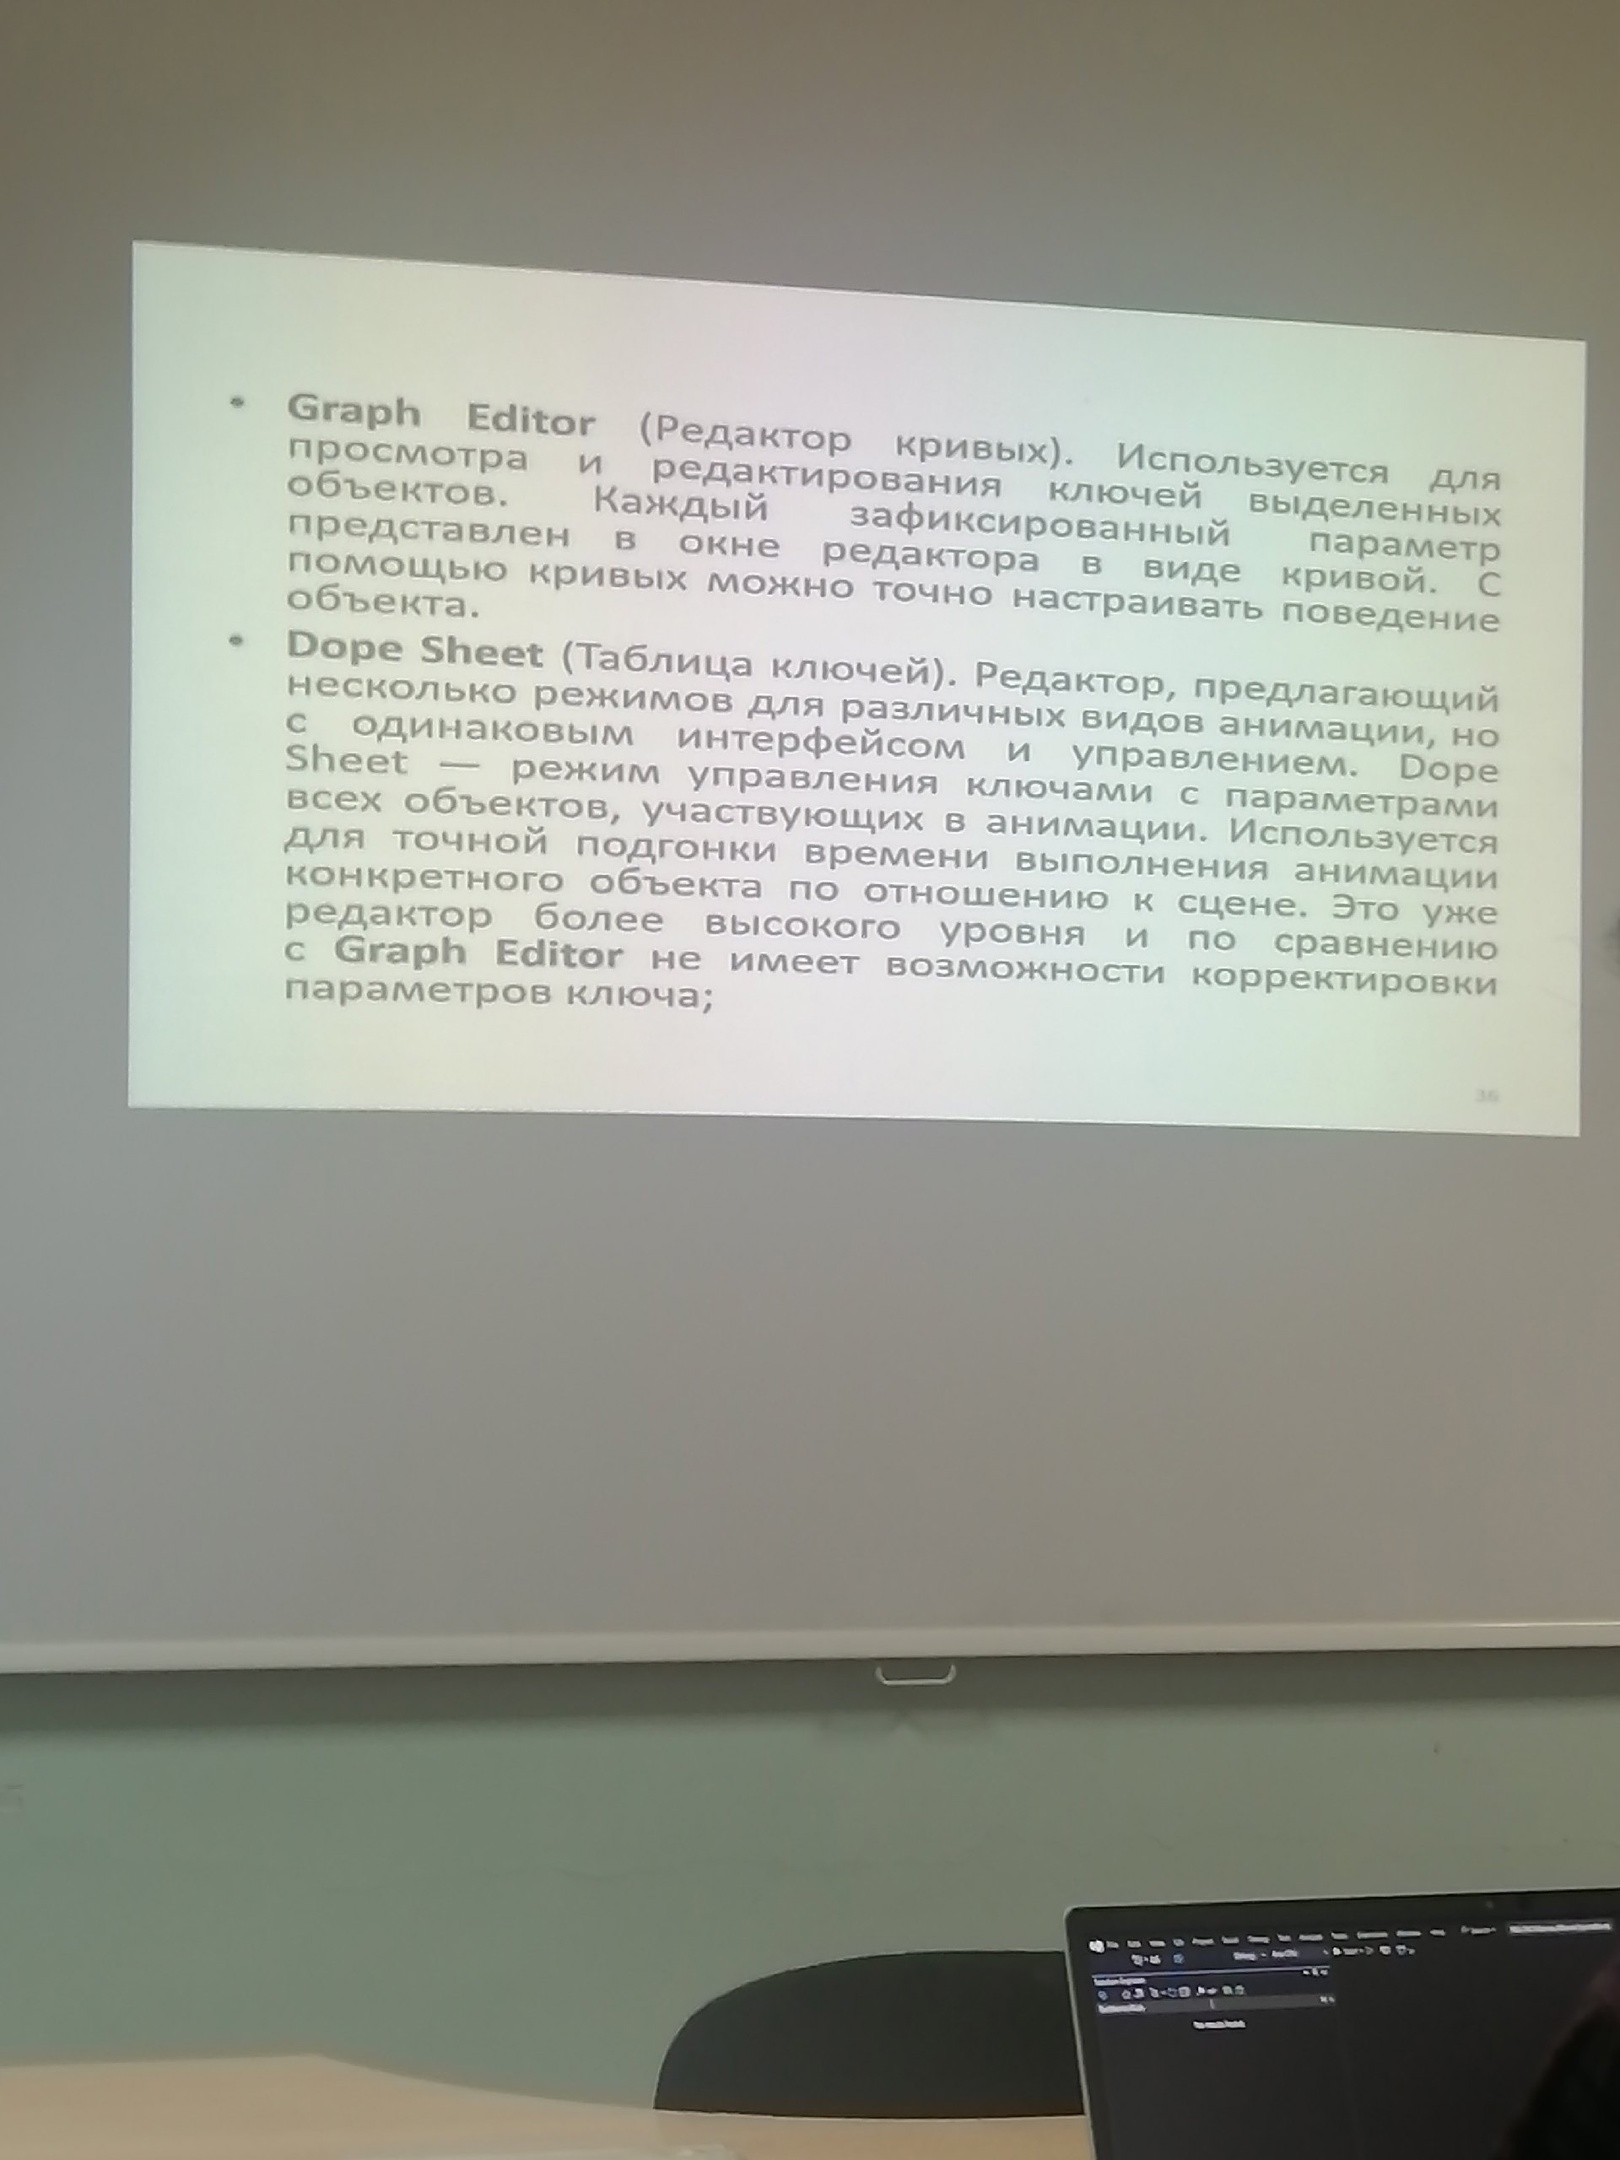 • Graph Editor (Редактор кривых). Используется для
просмотра и редактирования ключей выделенных
объектов. Каждый зафиксированный параметр
представлен в окне редактора в виде кривой. С
помощью кривых можно точно настраивать поведение
объекта.
• Dope Sheet (Таблица ключей). Редактор, предлагающий
несколько режимов для различных видов анимации, но
с одинаковым интерфейсом и управлением. Dope
Sheet — режим управления ключами с параметрами
всех объектов, участвующих в анимации. Используется
для точной подгонки времени выполнения анимации
конкретного объекта по отношению к сцене. Это уже
редактор более высокого уровня и по сравнению
с Graph Editor не имеет возможности корректировки
параметров ключа;
36